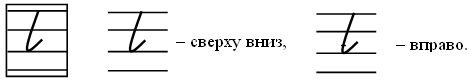 – сверху вниз, – вправо.